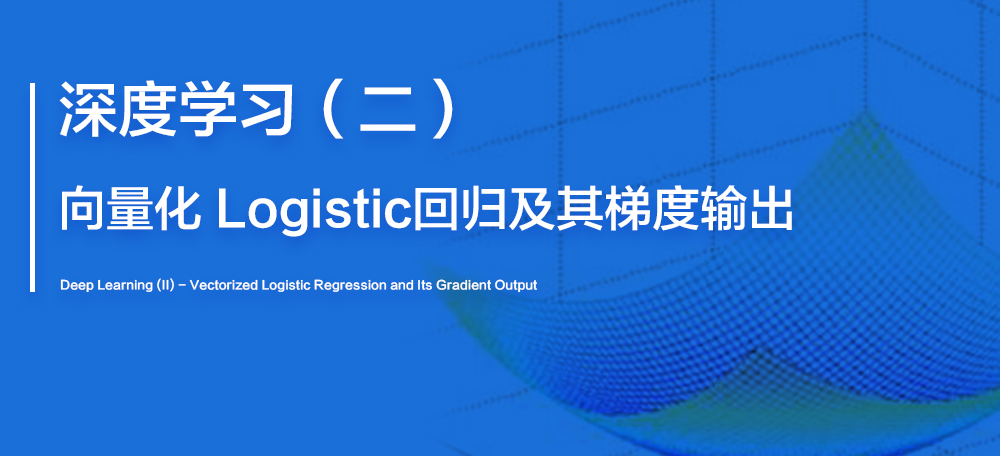 深度学习（二）
向量化 Logistic回归及其梯度输出
Deep Learning (II) – Vectorized Logistic Regression and Its Gradient Output